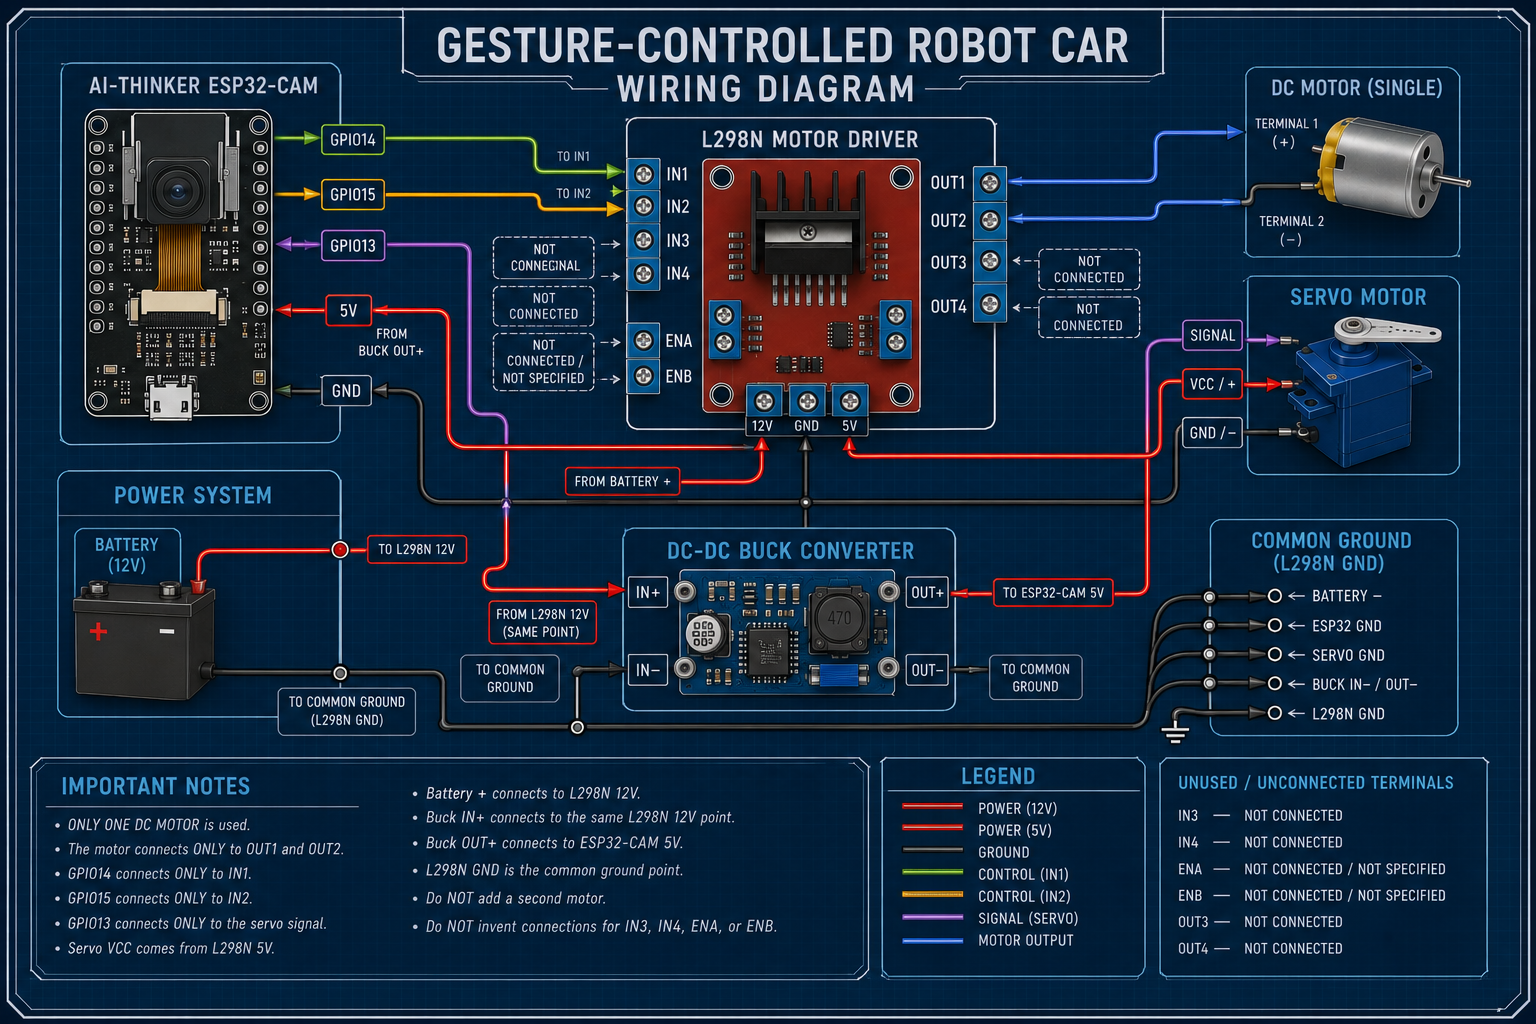 GESTURE-CONTROLLED ROBOT CAR
WIRING DIAGRAM
AI-THINKER ESP32-CAM
GPIO14
GPIO15
GPIO13
5V
FROM
BUCK OUT+
GND
TO IN1
TO IN2
NOT
CONNEGINAL
NOT
CONNECTED
NOT
CONNECTED /
NOT SPECIFIED
L298N MOTOR DRIVER
IN1
IN2
IN3
IN4
ENA
ENB
OUT1
OUT2
OUT3
OUT4
12V
GND
5V
NOT
CONNECTED
NOT
CONNECTED
DC MOTOR (SINGLE)
TERMINAL 1
(+)
TERMINAL 2
(−)
SERVO MOTOR
SIGNAL
VCC / +
GND / −
FROM BATTERY +
POWER SYSTEM
BATTERY
(12V)
+
−
TO L298N 12V
TO COMMON GROUND
(L298N GND)
FROM L298N 12V
(SAME POINT)
TO COMMON
GROUND
DC-DC BUCK CONVERTER
IN+
IN−
OUT+
OUT−
470
TO ESP32-CAM 5V
TO COMMON
GROUND
COMMON GROUND
(L298N GND)
← BATTERY −
← ESP32 GND
← SERVO GND
← BUCK IN− / OUT−
← L298N GND
IMPORTANT NOTES
• ONLY ONE DC MOTOR is used.
• The motor connects ONLY to OUT1 and OUT2.
• GPIO14 connects ONLY to IN1.
• GPIO15 connects ONLY to IN2.
• GPIO13 connects ONLY to the servo signal.
• Servo VCC comes from L298N 5V.
• Battery + connects to L298N 12V.
• Buck IN+ connects to the same L298N 12V point.
• Buck OUT+ connects to ESP32-CAM 5V.
• L298N GND is the common ground point.
• Do NOT add a second motor.
• Do NOT invent connections for IN3, IN4, ENA, or ENB.
LEGEND
POWER (12V)
POWER (5V)
GROUND
CONTROL (IN1)
CONTROL (IN2)
SIGNAL (SERVO)
MOTOR OUTPUT
UNUSED / UNCONNECTED TERMINALS
IN3 — NOT CONNECTED
IN4 — NOT CONNECTED
ENA — NOT CONNECTED / NOT SPECIFIED
ENB — NOT CONNECTED / NOT SPECIFIED
OUT3 — NOT CONNECTED
OUT4 — NOT CONNECTED